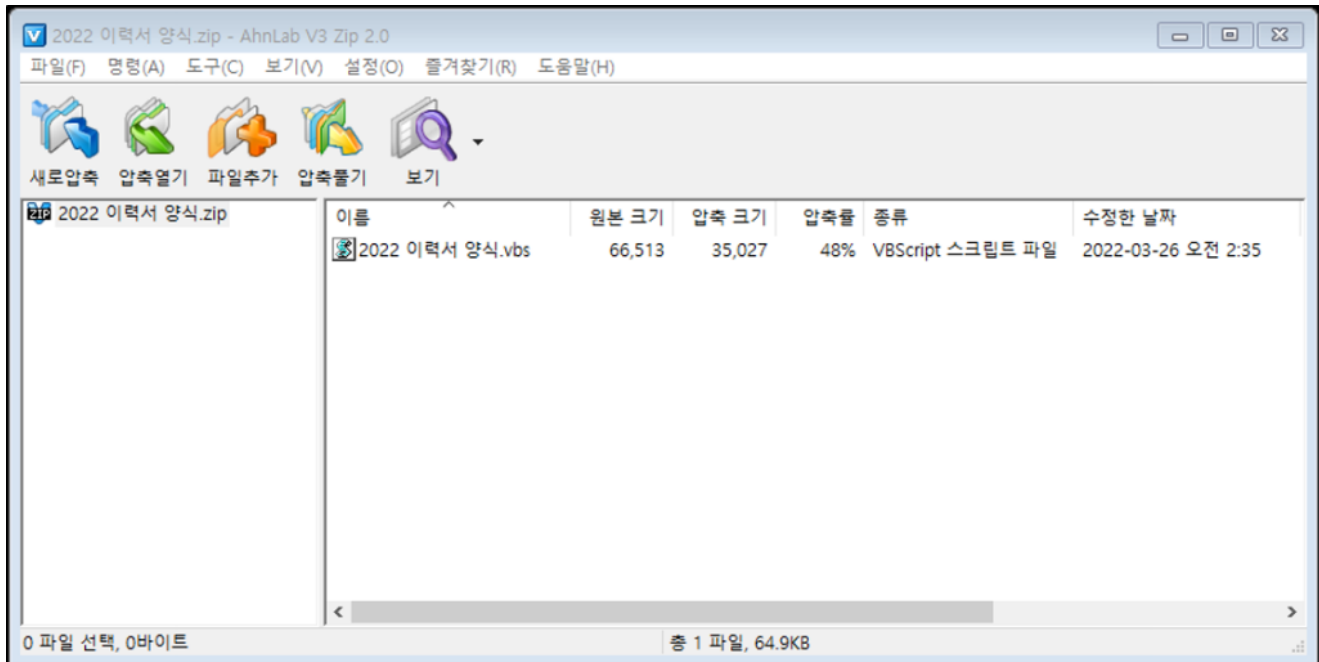 2022 이력서 양식.zip - AhnLab V3 Zip 2.0
파일(F) 명령(A) 도구(C) 보기(V) 설정(O) 즐겨찾기(R) 도움말(H)
새로압축 압축열기 파일추가 압축풀기 보기
ZIP 2022 이력서 양식.zip
이름 원본 크기 압축 크기 압축률 종류 수정한 날짜
2022 이력서 양식.vbs 66,513 35,027 48% VBScript 스크립트 파일 2022-03-26 오전 2:35
0 파일 선택, 0바이트 총 1 파일, 64.9KB